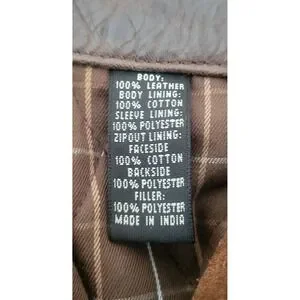 BODY:
100% LEATHER
BODY LINING:
100% COTTON
SLEEVE LINING:
100% POLYESTER
ZIPOUT LINING:
FACESIDE
100% COTTON
BACKSIDE
100% POLYESTER
FILLER:
100% POLYESTER
MADE IN INDIA